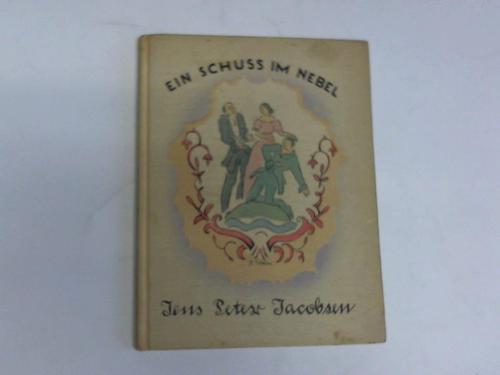 EIN SCHUSS IM NEBEL
Jens Peter Jacobsen